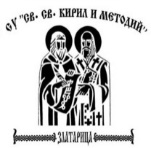 СУ "СВ. СВ. КИРИЛ И МЕТОДИЙ"
ЗЛАТАРИЦА